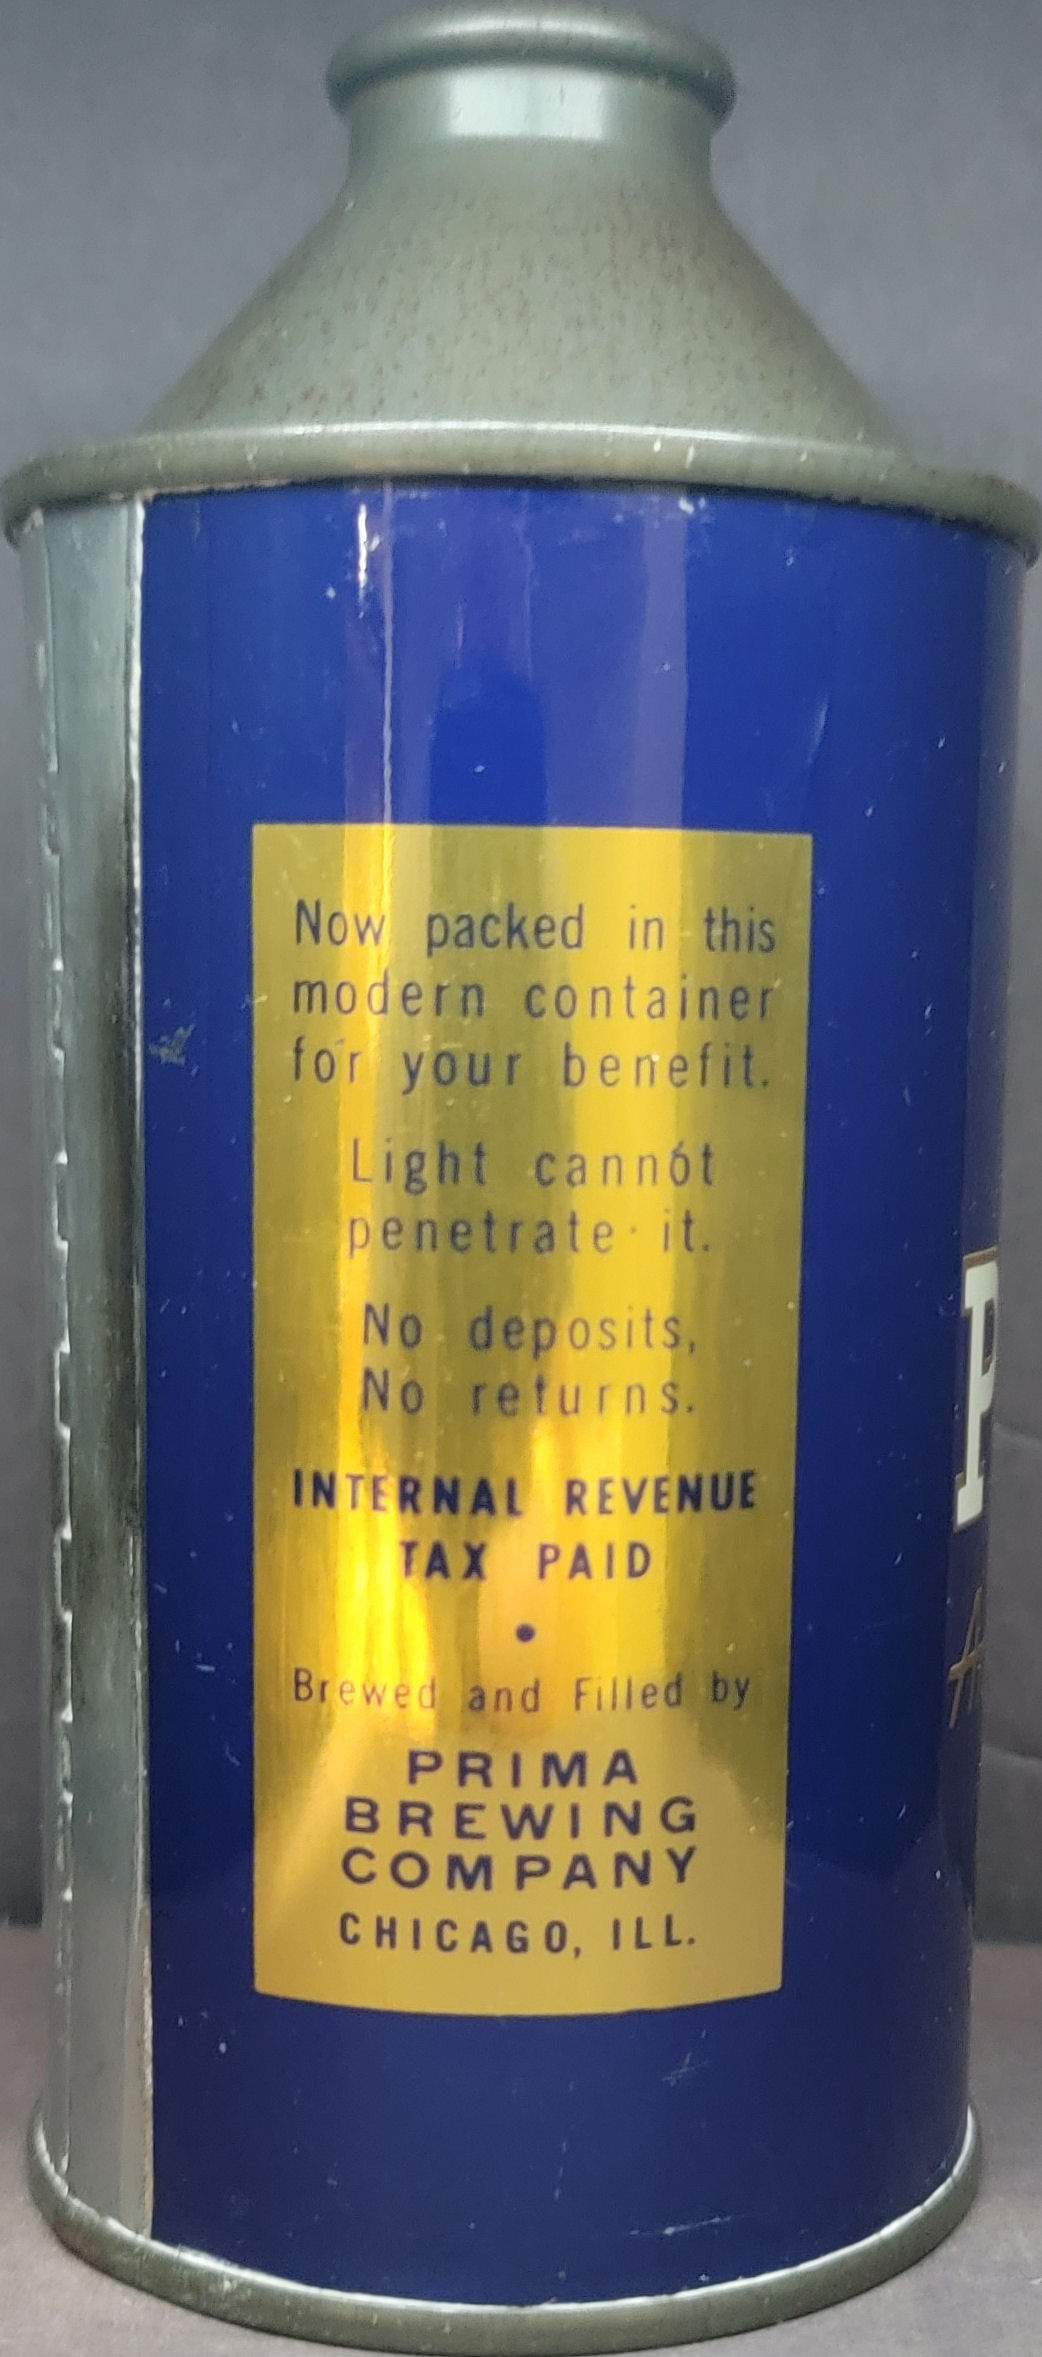 Now packed in this
modern container
for your benefit.
Light cannot
penetrate it.
No deposits,
No returns.
INTERNAL REVENUE
TAX PAID
•
Brewed and Filled by
PRIMA
BREWING
COMPANY
CHICAGO, ILL.
P